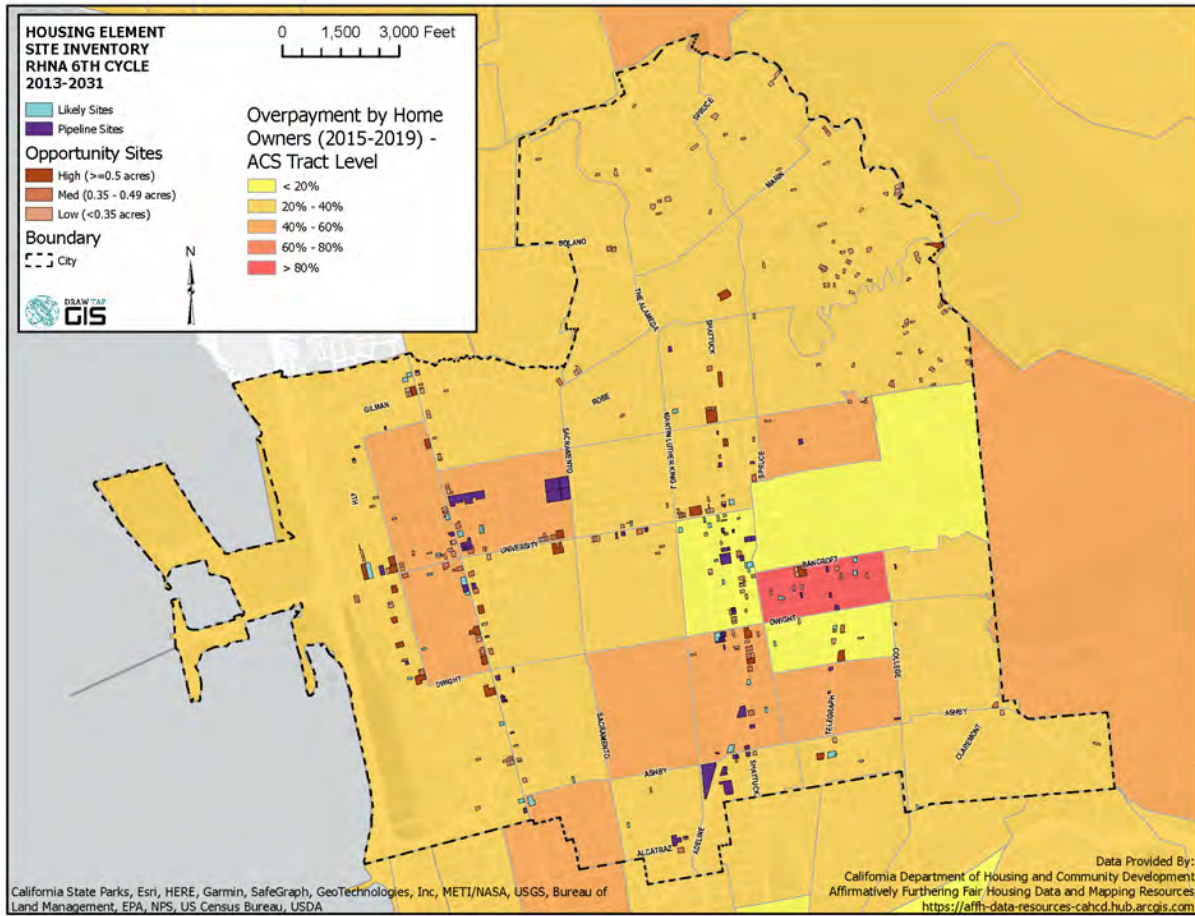 HOUSING ELEMENT
SITE INVENTORY
RHNA 6TH CYCLE
2013-2031
Likely Sites
Pipeline Sites
Opportunity Sites
High (>=0.5 acres)
Med (0.35 - 0.49 acres)
Low (<0.35 acres)
Boundary
City
DRAW TAP
GIS
0 1,500 3,000 Feet
Overpayment by Home
Owners (2015-2019) -
ACS Tract Level
< 20%
20% - 40%
40% - 60%
60% - 80%
> 80%
N
SPRUCE
MARIN
SOLANO
THE ALAMEDA
SHATTUCK
GILMAN
ROSE
SACRAMENTO
MARTIN LUTHER KING J
SPRUCE
6TH
UNIVERSITY
BANCROFT
DWIGHT
DWIGHT
COLLEGE
SACRAMENTO
TELEGRAPH
ASHBY
CLAREMONT
ASHBY
SHATTUCK
ADELINE
ALCATRAZ
California State Parks, Esri, HERE, Garmin, SafeGraph, GeoTechnologies, Inc, METI/NASA, USGS, Bureau of
Land Management, EPA, NPS, US Census Bureau, USDA
Data Provided By:
California Department of Housing and Community Development
Affirmatively Furthering Fair Housing Data and Mapping Resources
https://affh-data-resources-cahcd.hub.arcgis.com